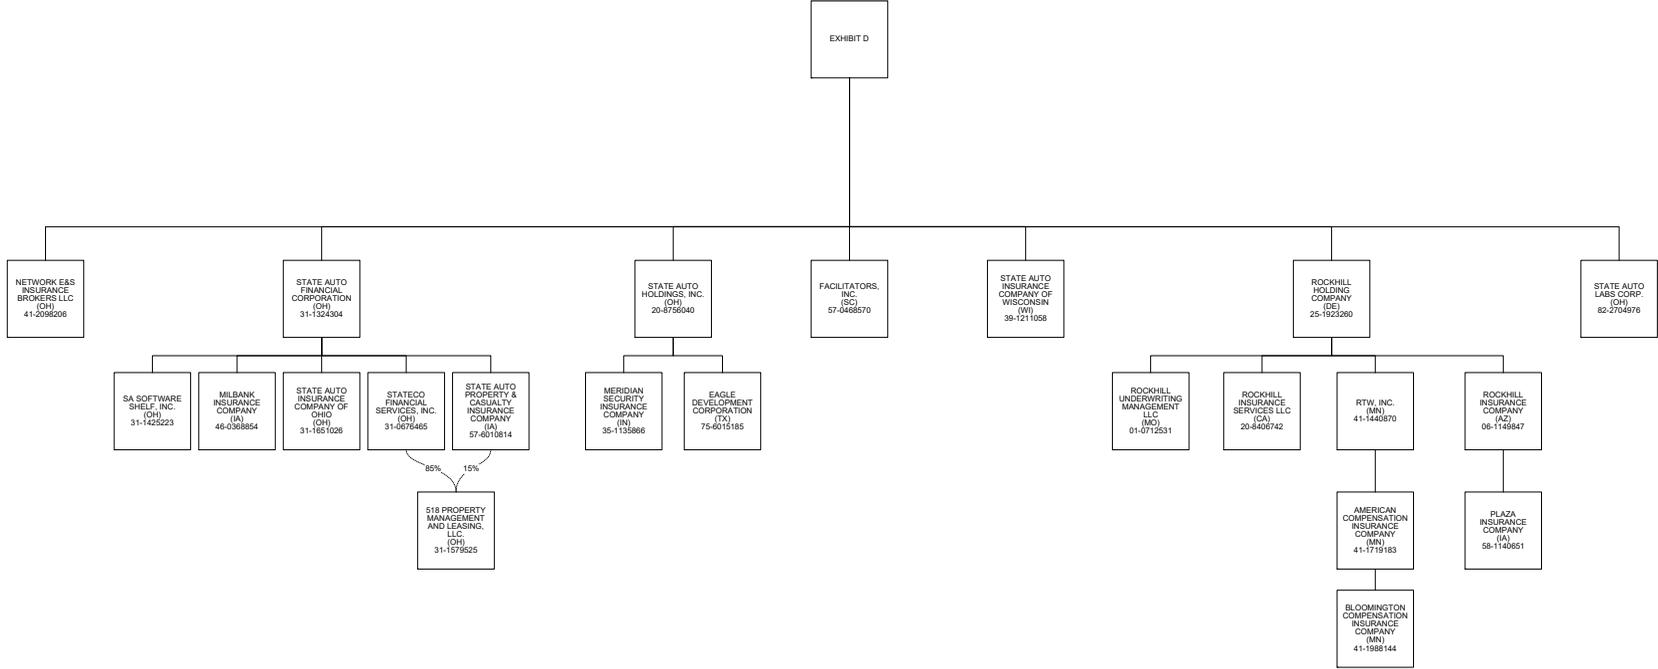 EXHIBIT D
NETWORK E&S
INSURANCE
BROKERS LLC
(OH)
41-2098206
STATE AUTO
FINANCIAL
CORPORATION
(OH)
31-1324304
STATE AUTO
HOLDINGS, INC.
(OH)
20-8756040
FACILITATORS,
INC.
(SC)
57-0468570
STATE AUTO
INSURANCE
COMPANY OF
WISCONSIN
(WI)
39-1211058
ROCKHILL
HOLDING
COMPANY
(DE)
25-1923260
STATE AUTO
LABS CORP.
(OH)
82-2704976
SA SOFTWARE
SHELF, INC.
(OH)
31-1425223
MILBANK
INSURANCE
COMPANY
(IA)
46-0368854
STATE AUTO
INSURANCE
COMPANY OF
OHIO
(OH)
31-1651026
STATECO
FINANCIAL
SERVICES, INC.
(OH)
31-0676465
STATE AUTO
PROPERTY &
CASUALTY
INSURANCE
COMPANY
(IA)
57-6010814
MERIDIAN
SECURITY
INSURANCE
COMPANY
(IN)
35-1135866
EAGLE
DEVELOPMENT
CORPORATION
(TX)
75-6015185
ROCKHILL
UNDERWRITING
MANAGEMENT
LLC
(MO)
01-0712531
ROCKHILL
INSURANCE
SERVICES LLC
(CA)
20-8406742
RTW, INC.
(MN)
41-1440870
ROCKHILL
INSURANCE
COMPANY
(AZ)
06-1149847
85%
15%
518 PROPERTY
MANAGEMENT
AND LEASING,
LLC.
(OH)
31-1579525
AMERICAN
COMPENSATION
INSURANCE
COMPANY
(MN)
41-1719183
PLAZA
INSURANCE
COMPANY
(IA)
58-1140651
BLOOMINGTON
COMPENSATION
INSURANCE
COMPANY
(MN)
41-1988144